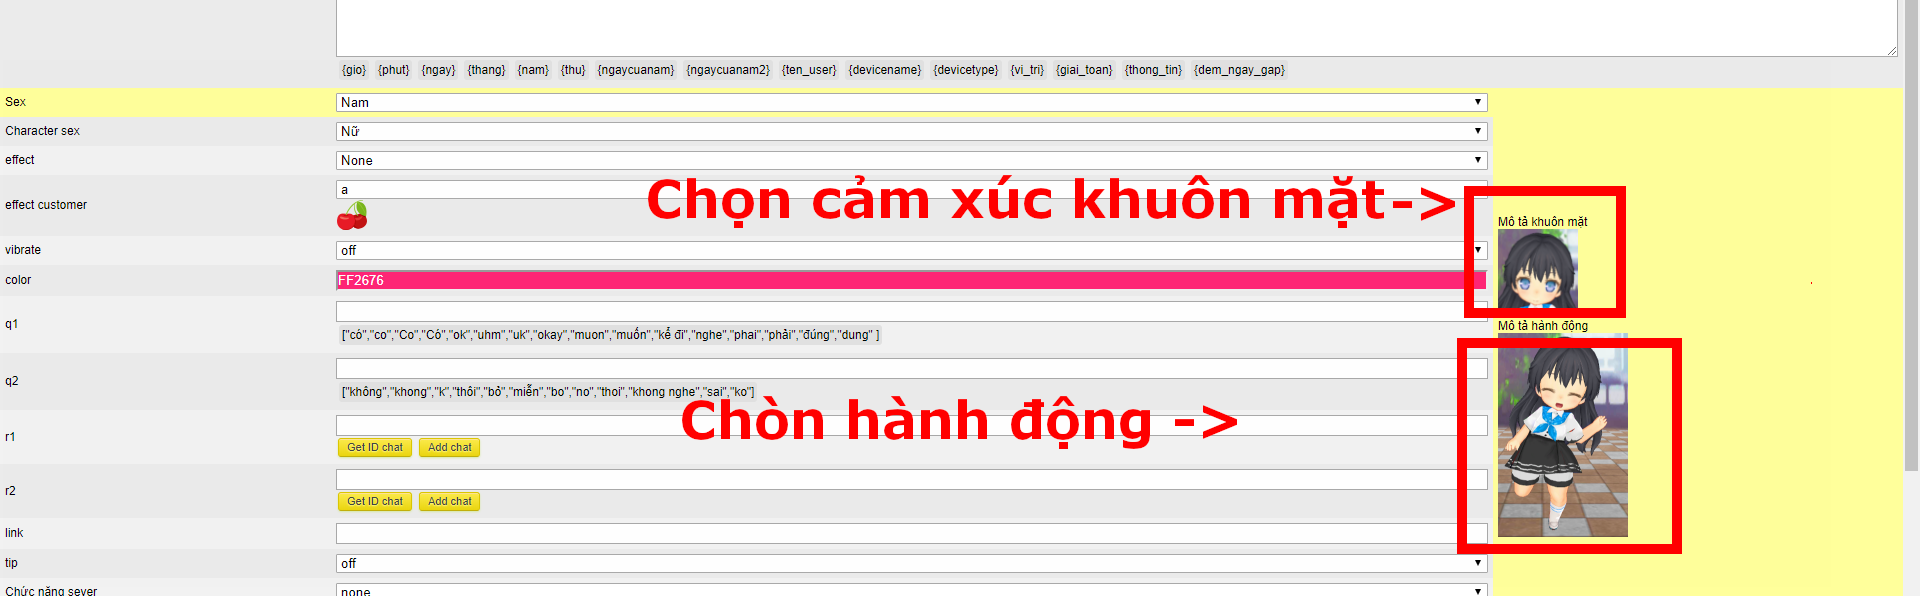 {gio} {phut} {ngay} {thang} {nam} {thu} {ngaycuanam} {ngaycuanam2} {ten_user} {devicename} {devicetype} {vi_tri} {giai_toan} {thong_tin} {dem_ngay_gap}
Sex Nam
Character sex Nữ
effect None
effect customer a
Chọn cảm xúc khuôn mặt->
Mô tả khuôn mặt
vibrate off
color FF2676
q1
["có","co","Co","Có","ok","uhm","uk","okay","muon","muốn","kể đi","nghe","phai","phải","đúng","dung" ]
Mô tả hành động
q2
["không","khong","k","thôi","bỏ","miễn","bo","no","thoi","khong nghe","sai","ko"]
Chòn hành động ->
r1
Get ID chat Add chat
r2
Get ID chat Add chat
link
tip off
Chức năng sever none